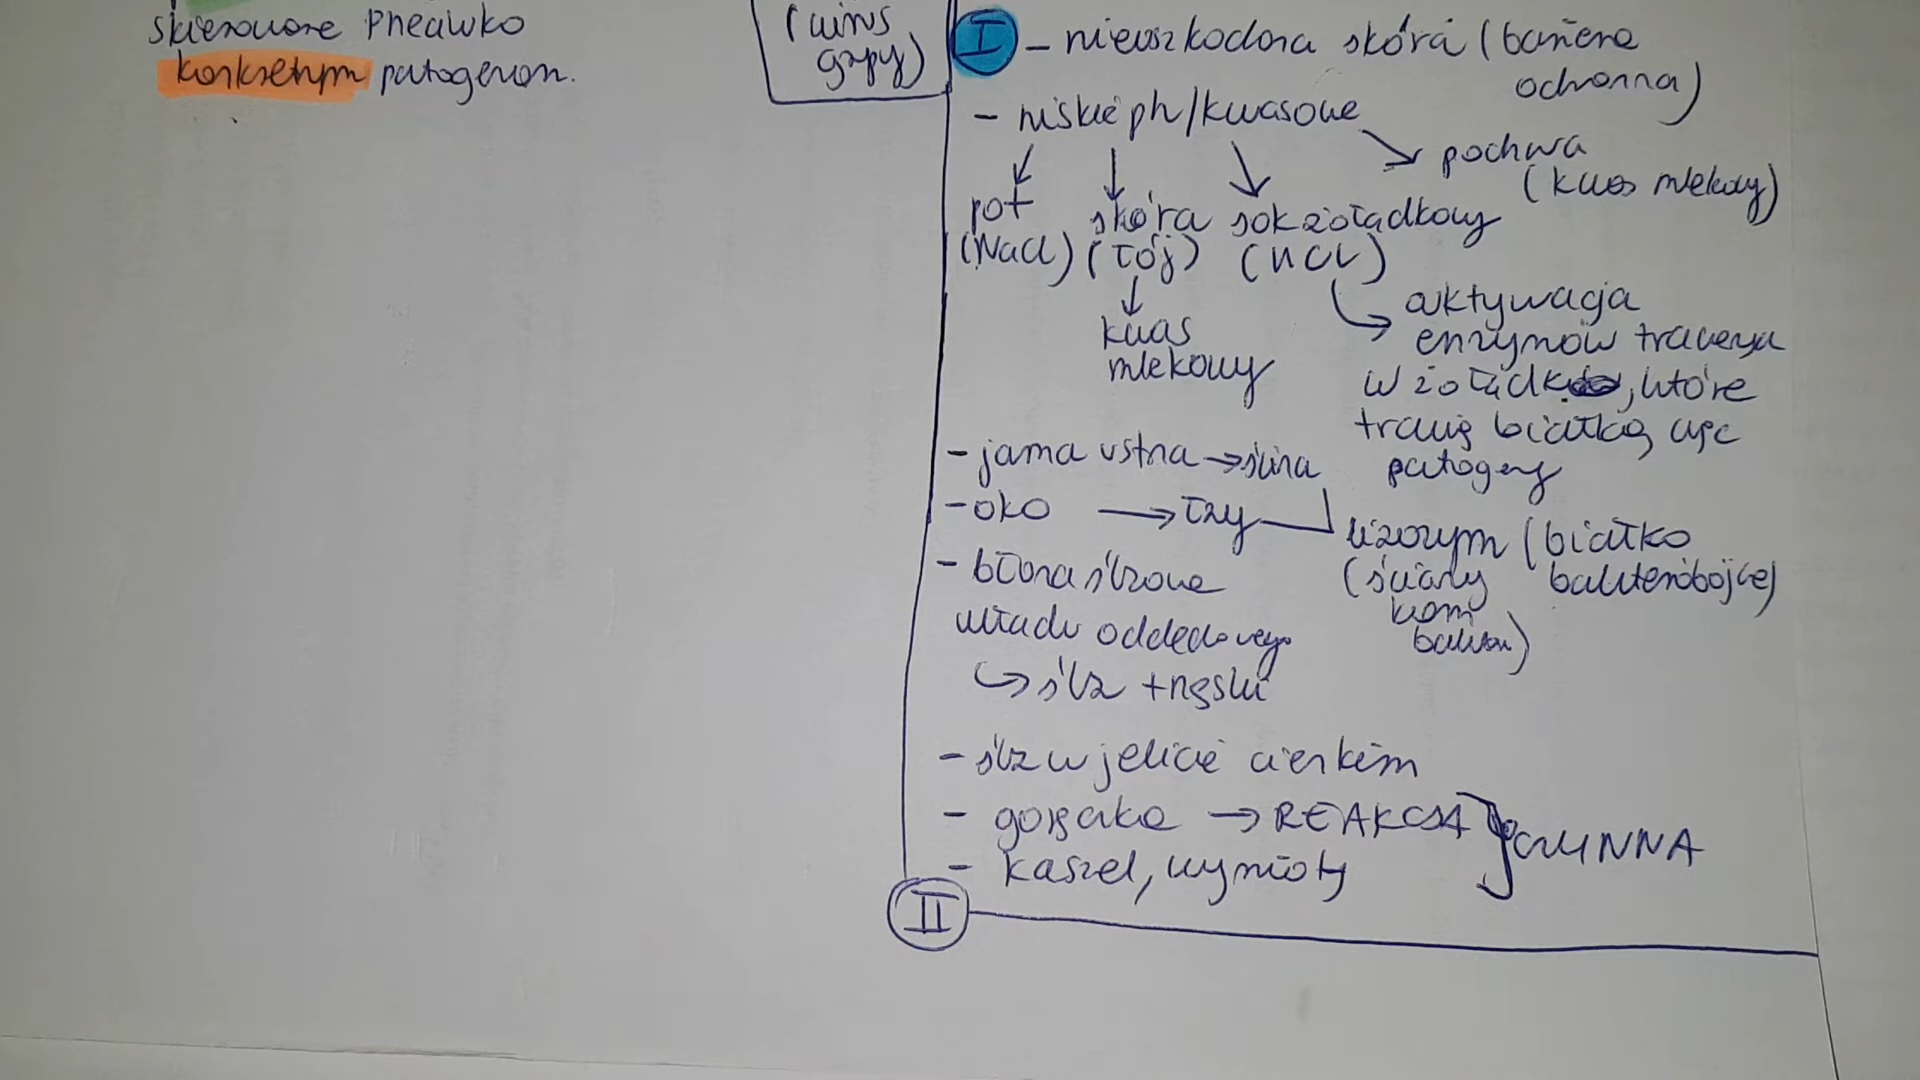 skierowane przeciwko
konkretnym patogenom.
(wirus
grypy)
I - nieuszkodzona skóra (bariera
ochronna)
- niskie ph/kwasowe
pochwa
(kwas mlekowy)
pot skóra sok żołądkowy
(NaCl) (łój) (HCl)
kwas
mlekowy
aktywacja
enzymów trawienia
w żołądku, które
trawią białka, więc
patogeny
- jama ustna → ślina
- oko → łzy
lizozym (białko
bakteriobójcze)
(ściany
kom
bakterii)
- błona śluzowa
układu oddechowego
↳ śluz + rzęski
- śluz w jelicie cienkim
- gorączka → REAKCJA
OBRONNA
- kaszel, wymioty
II